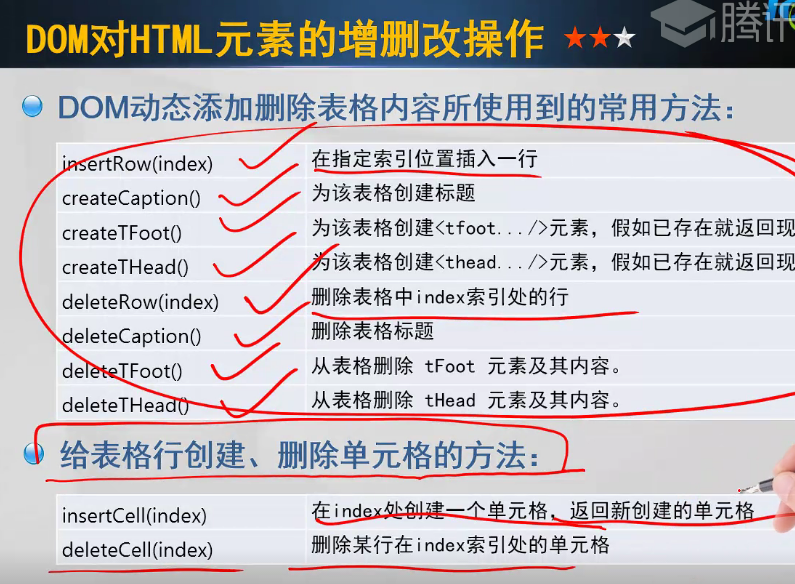 DOM对HTML元素的增删改操作
腾讯
DOM动态添加删除表格内容所使用到的常用方法：
insertRow(index) 在指定索引位置插入一行
createCaption() 为该表格创建标题
createTFoot() 为该表格创建<tfoot.../>元素，假如已存在就返回现
createTHead() 为该表格创建<thead.../>元素，假如已存在就返回现
deleteRow(index) 删除表格中index索引处的行
deleteCaption() 删除表格标题
deleteTFoot() 从表格删除 tFoot 元素及其内容。
deleteTHead() 从表格删除 tHead 元素及其内容。
给表格行创建、删除单元格的方法：
insertCell(index) 在index处创建一个单元格，返回新创建的单元格
deleteCell(index) 删除某行在index索引处的单元格